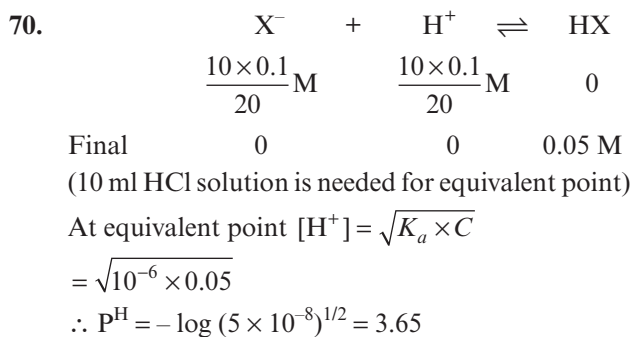 70. X⁻ + H⁺ ⇌ HX
10 × 0.1 / 20 M 10 × 0.1 / 20 M 0
Final 0 0 0.05 M
(10 ml HCl solution is needed for equivalent point)
At equivalent point [H⁺] = √(Kₐ × C)
= √(10⁻⁶ × 0.05)
∴ Pᴴ = – log (5 × 10⁻⁸)^1/2 = 3.65